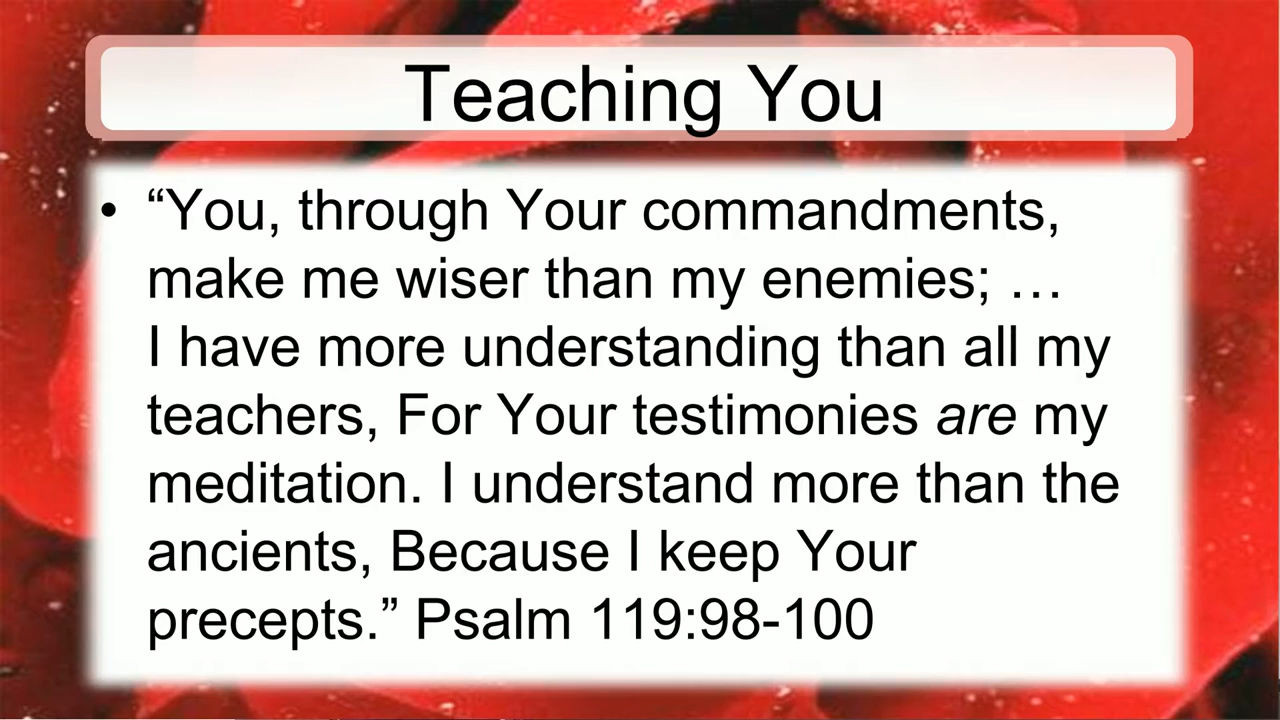 Teaching You
• “You, through Your commandments,
make me wiser than my enemies; …
I have more understanding than all my
teachers, For Your testimonies are my
meditation. I understand more than the
ancients, Because I keep Your
precepts.” Psalm 119:98-100